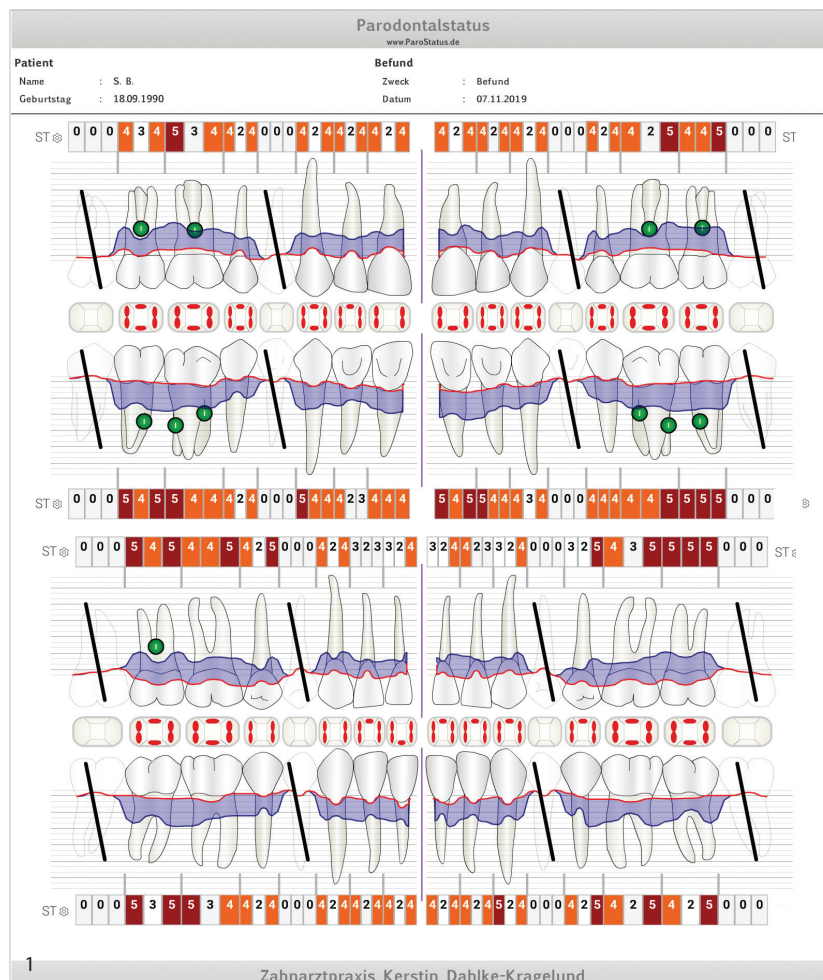 Parodontalstatus
www.ParoStatus.de
Patient Befund
Name : S. B. Zweck : Befund
Geburtstag : 18.09.1990 Datum : 07.11.2019
ST 0 0 0 4 3 4 5 3 4 4 2 4 0 0 0 4 2 4 4 2 4 4 2 4 4 2 4 4 2 4 4 2 4 0 0 0 4 2 4 4 2 5 4 4 5 0 0 0 ST
ST 0 0 0 5 4 5 5 4 4 4 2 4 0 0 0 5 4 4 4 2 3 4 4 4 5 4 5 5 4 4 4 3 4 0 0 0 4 4 4 4 4 5 5 5 5 0 0 0
ST 0 0 0 5 4 5 4 4 5 4 2 5 0 0 0 4 2 4 3 2 3 3 2 4 3 2 4 4 2 3 3 2 4 0 0 0 3 2 5 4 3 5 5 5 5 0 0 0 ST
ST 0 0 0 5 3 5 5 3 4 4 2 4 0 0 0 4 2 4 4 2 4 4 2 4 4 2 4 4 2 4 5 2 4 0 0 0 4 2 5 4 2 5 4 2 5 0 0 0
1
Zahnarztpraxis Kerstin Dahlke-Kragelund